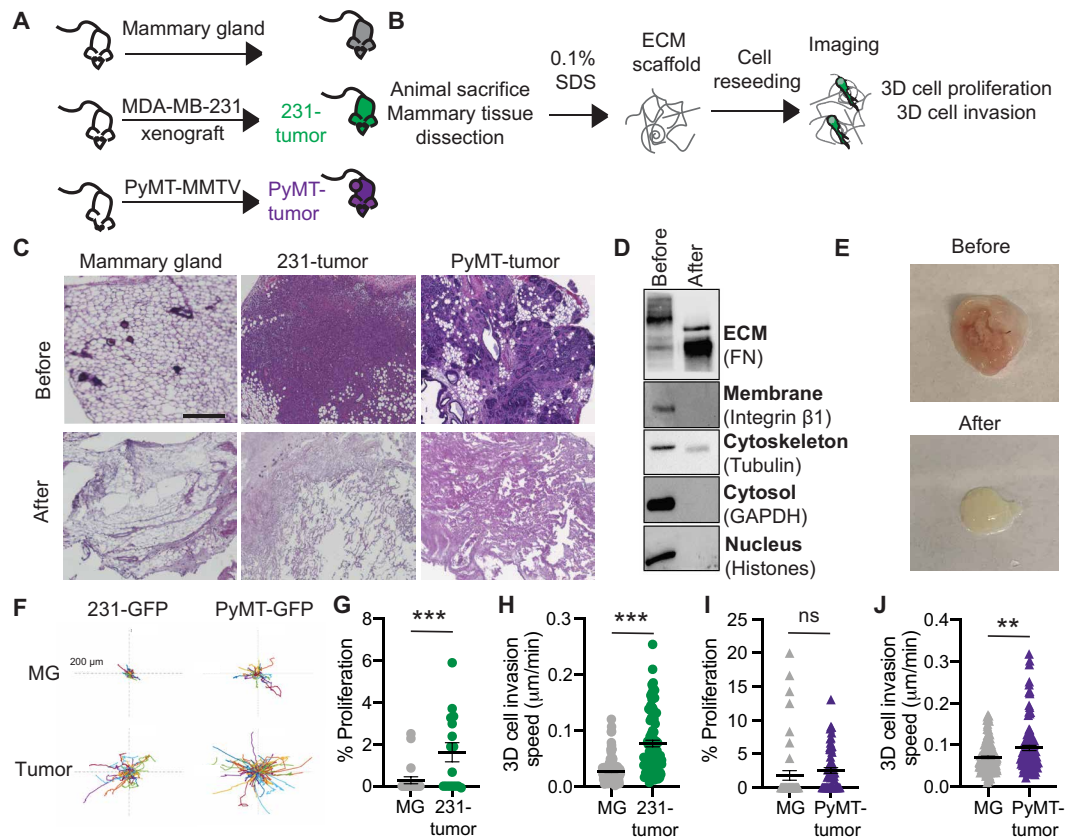 A
Mammary gland
MDA-MB-231
xenograft
231-
tumor
PyMT-MMTV
PyMT-
tumor
B
Animal sacrifice
Mammary tissue
dissection
0.1%
SDS
ECM
scaffold
Cell
reseeding
Imaging
3D cell proliferation
3D cell invasion
C
Mammary gland
231-tumor
PyMT-tumor
Before
After
D
Before
After
ECM
(FN)
Membrane
(Integrin β1)
Cytoskeleton
(Tubulin)
Cytosol
(GAPDH)
Nucleus
(Histones)
E
Before
After
F
231-GFP
PyMT-GFP
200 μm
MG
Tumor
G
% Proliferation
8
6
4
2
0
***
MG
231-
tumor
H
3D cell invasion
speed (μm/min)
0.3
0.2
0.1
0.0
***
MG
231-
tumor
I
% Proliferation
25
20
15
10
5
0
ns
MG
PyMT-
tumor
J
3D cell invasion
speed (μm/min)
0.4
0.3
0.2
0.1
0.0
**
MG
PyMT-
tumor